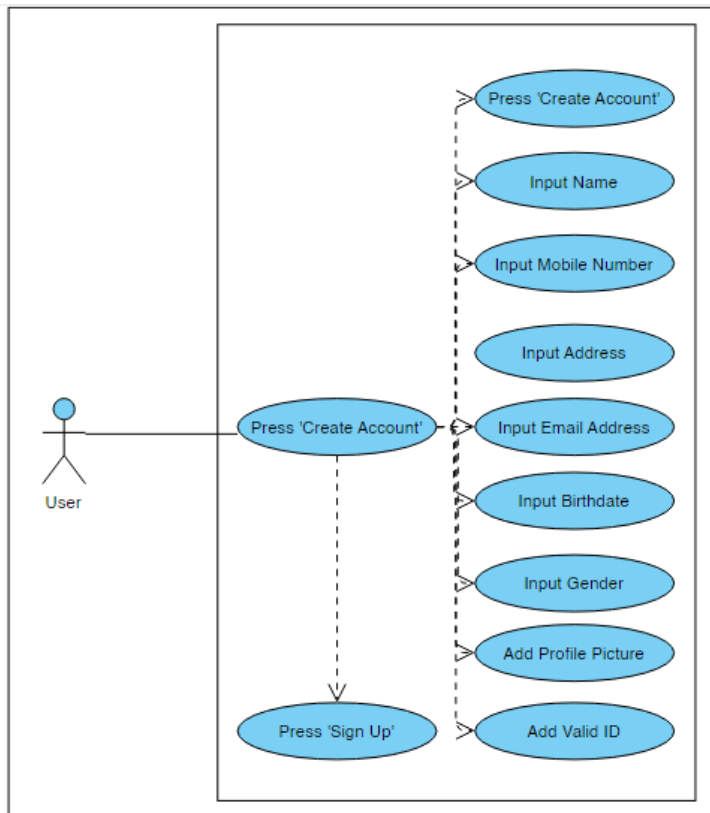 Press 'Create Account'
Input Name
Input Mobile Number
Input Address
Press 'Create Account'
Input Email Address
User
Input Birthdate
Input Gender
Add Profile Picture
Press 'Sign Up'
Add Valid ID